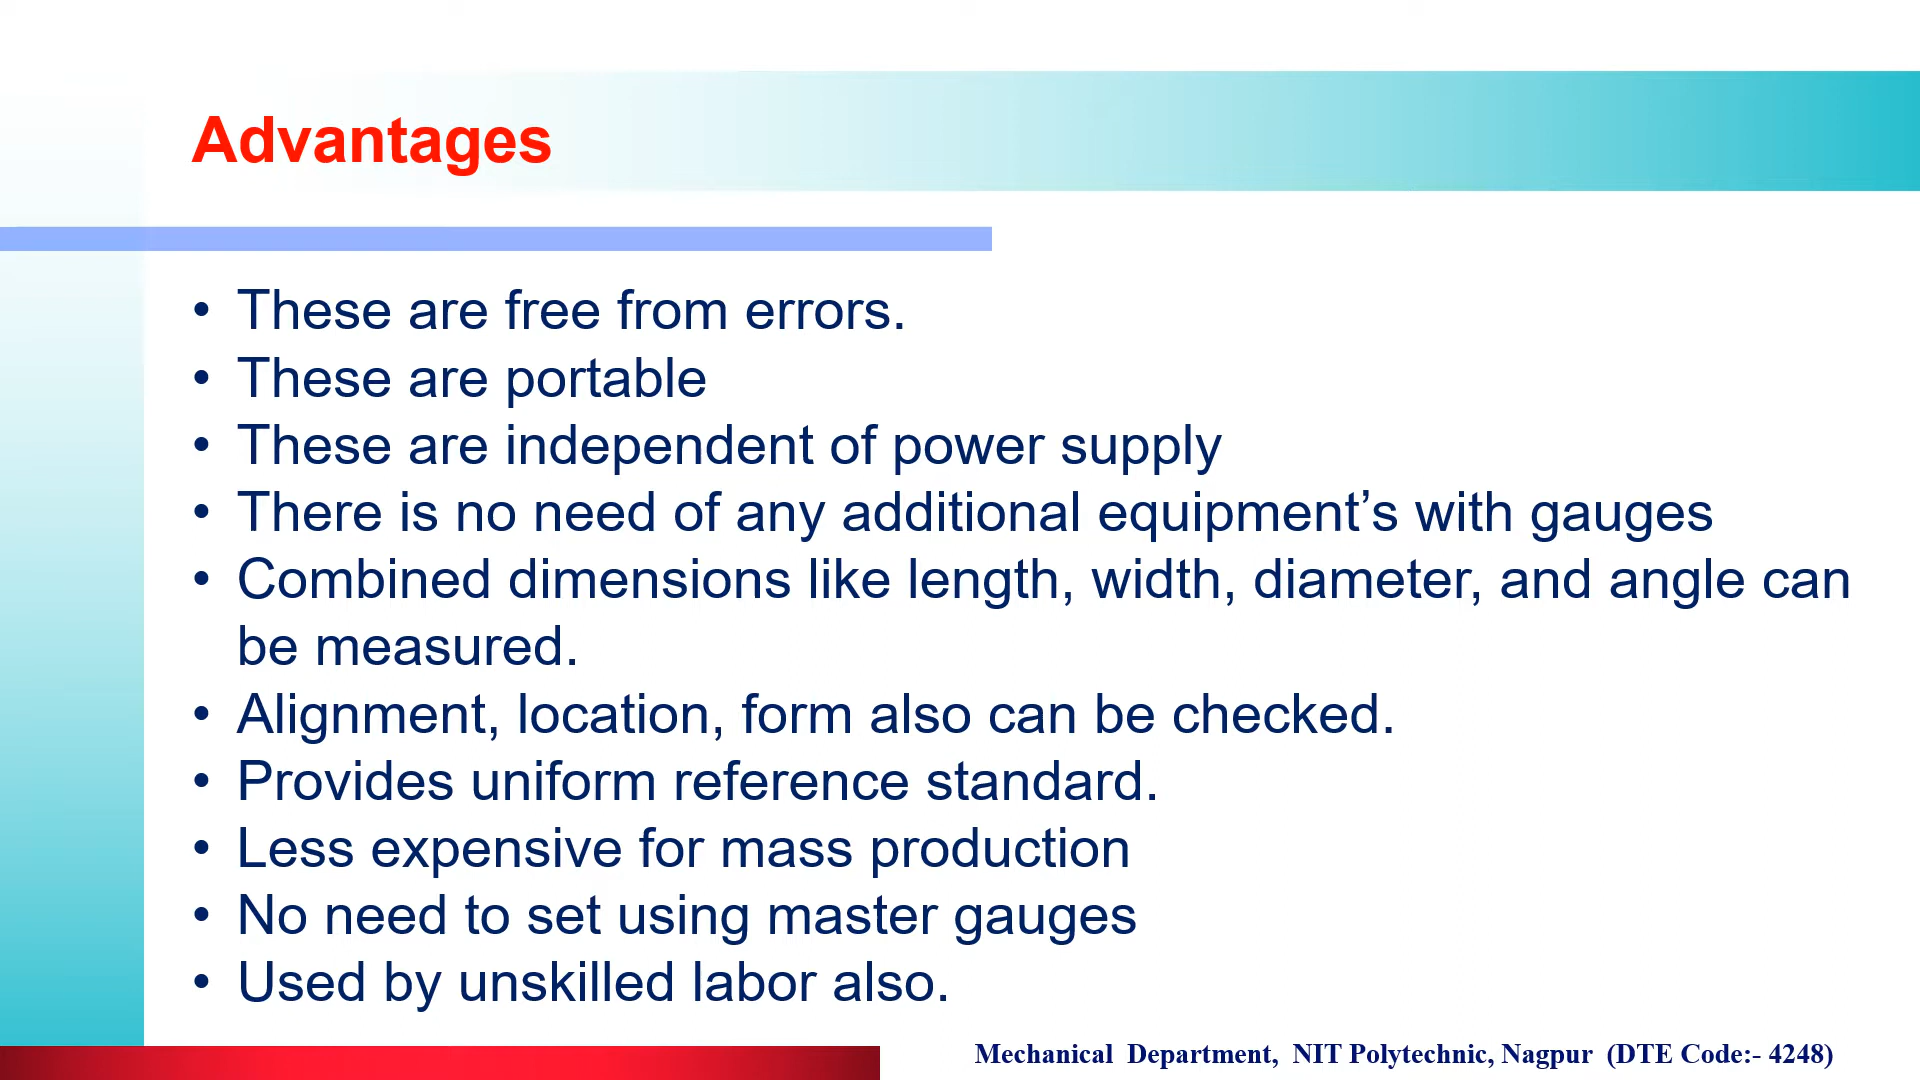 Advantages
• These are free from errors.
• These are portable
• These are independent of power supply
• There is no need of any additional equipment’s with gauges
• Combined dimensions like length, width, diameter, and angle can
be measured.
• Alignment, location, form also can be checked.
• Provides uniform reference standard.
• Less expensive for mass production
• No need to set using master gauges
• Used by unskilled labor also.
Mechanical Department, NIT Polytechnic, Nagpur (DTE Code:- 4248)